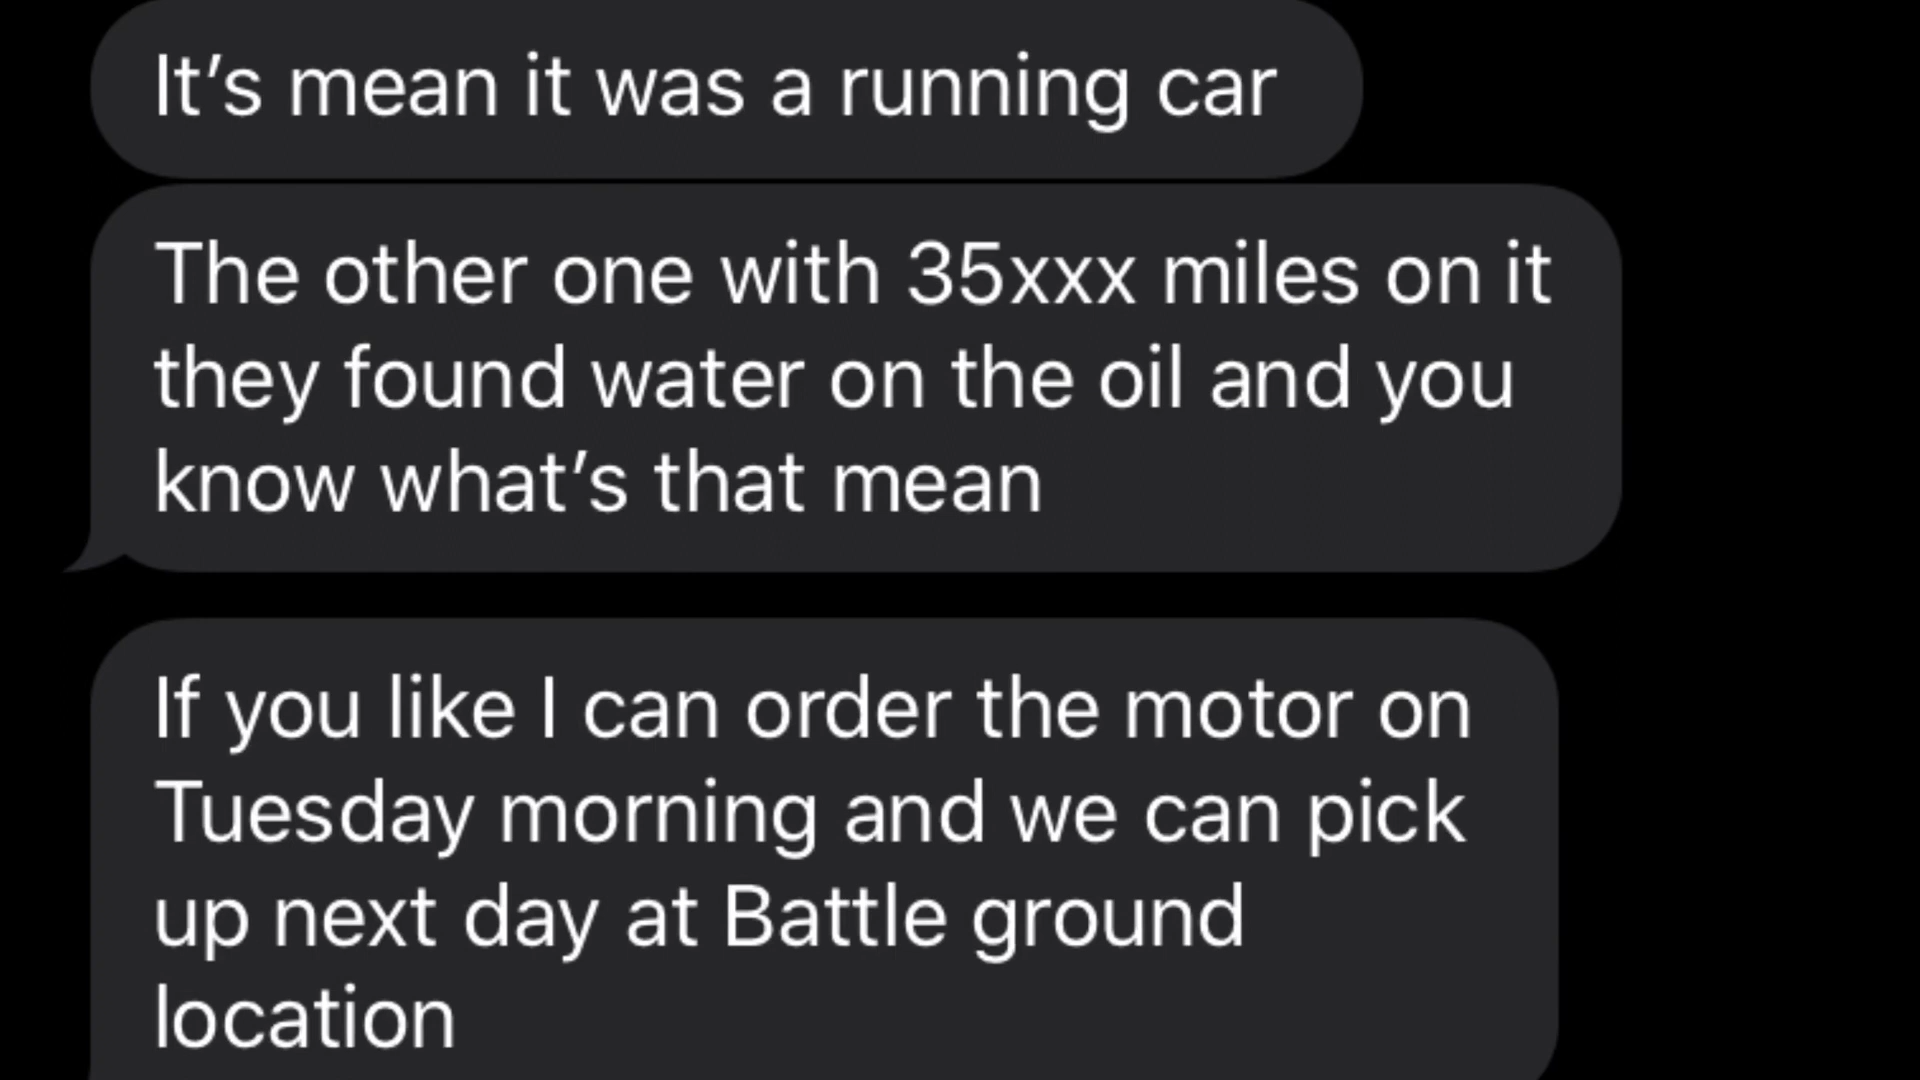 It’s mean it was a running car
The other one with 35xxx miles on it
they found water on the oil and you
know what’s that mean
If you like I can order the motor on
Tuesday morning and we can pick
up next day at Battle ground
location